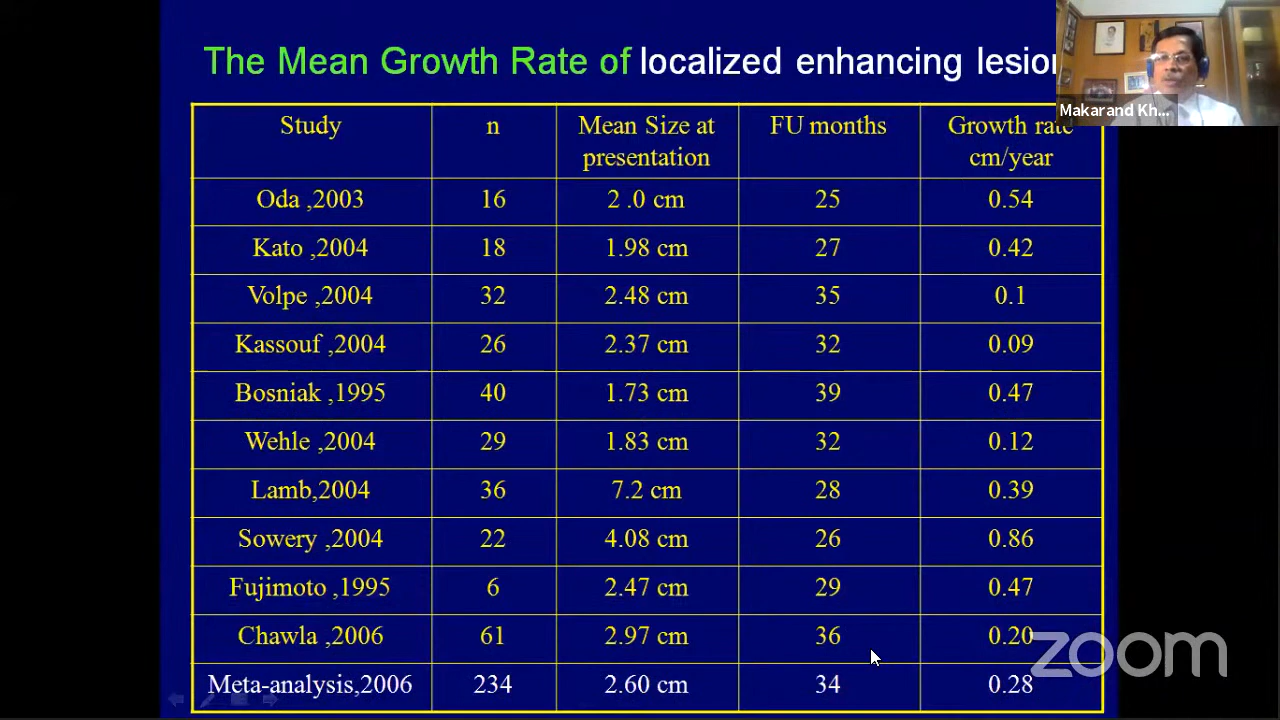 The Mean Growth Rate of localized enhancing lesion
Makarand Kh...
Study n Mean Size at presentation FU months Growth rate cm/year
Oda ,2003 16 2 .0 cm 25 0.54
Kato ,2004 18 1.98 cm 27 0.42
Volpe ,2004 32 2.48 cm 35 0.1
Kassouf ,2004 26 2.37 cm 32 0.09
Bosniak ,1995 40 1.73 cm 39 0.47
Wehle ,2004 29 1.83 cm 32 0.12
Lamb,2004 36 7.2 cm 28 0.39
Sowery ,2004 22 4.08 cm 26 0.86
Fujimoto ,1995 6 2.47 cm 29 0.47
Chawla ,2006 61 2.97 cm 36 0.20
zoom
Meta-analysis,2006 234 2.60 cm 34 0.28